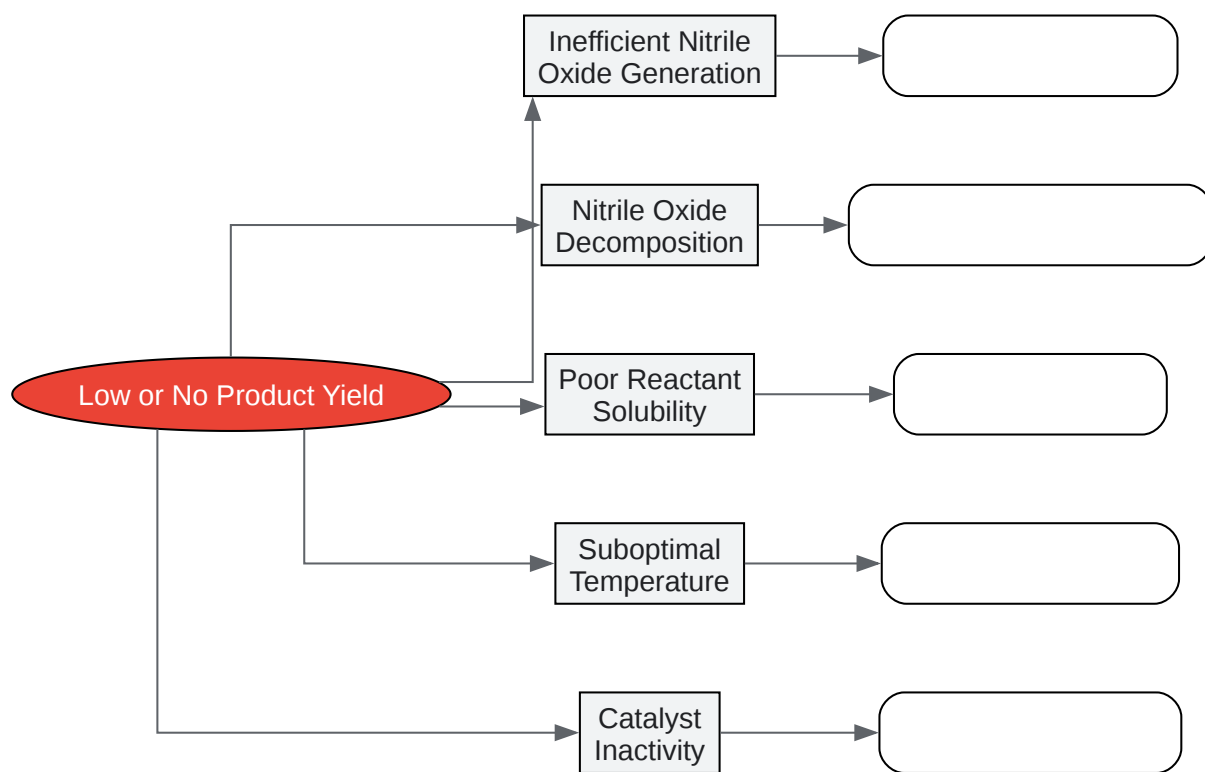 Inefficient Nitrile
Oxide Generation
Nitrile Oxide
Decomposition
Low or No Product Yield
Poor Reactant
Solubility
Suboptimal
Temperature
Catalyst
Inactivity